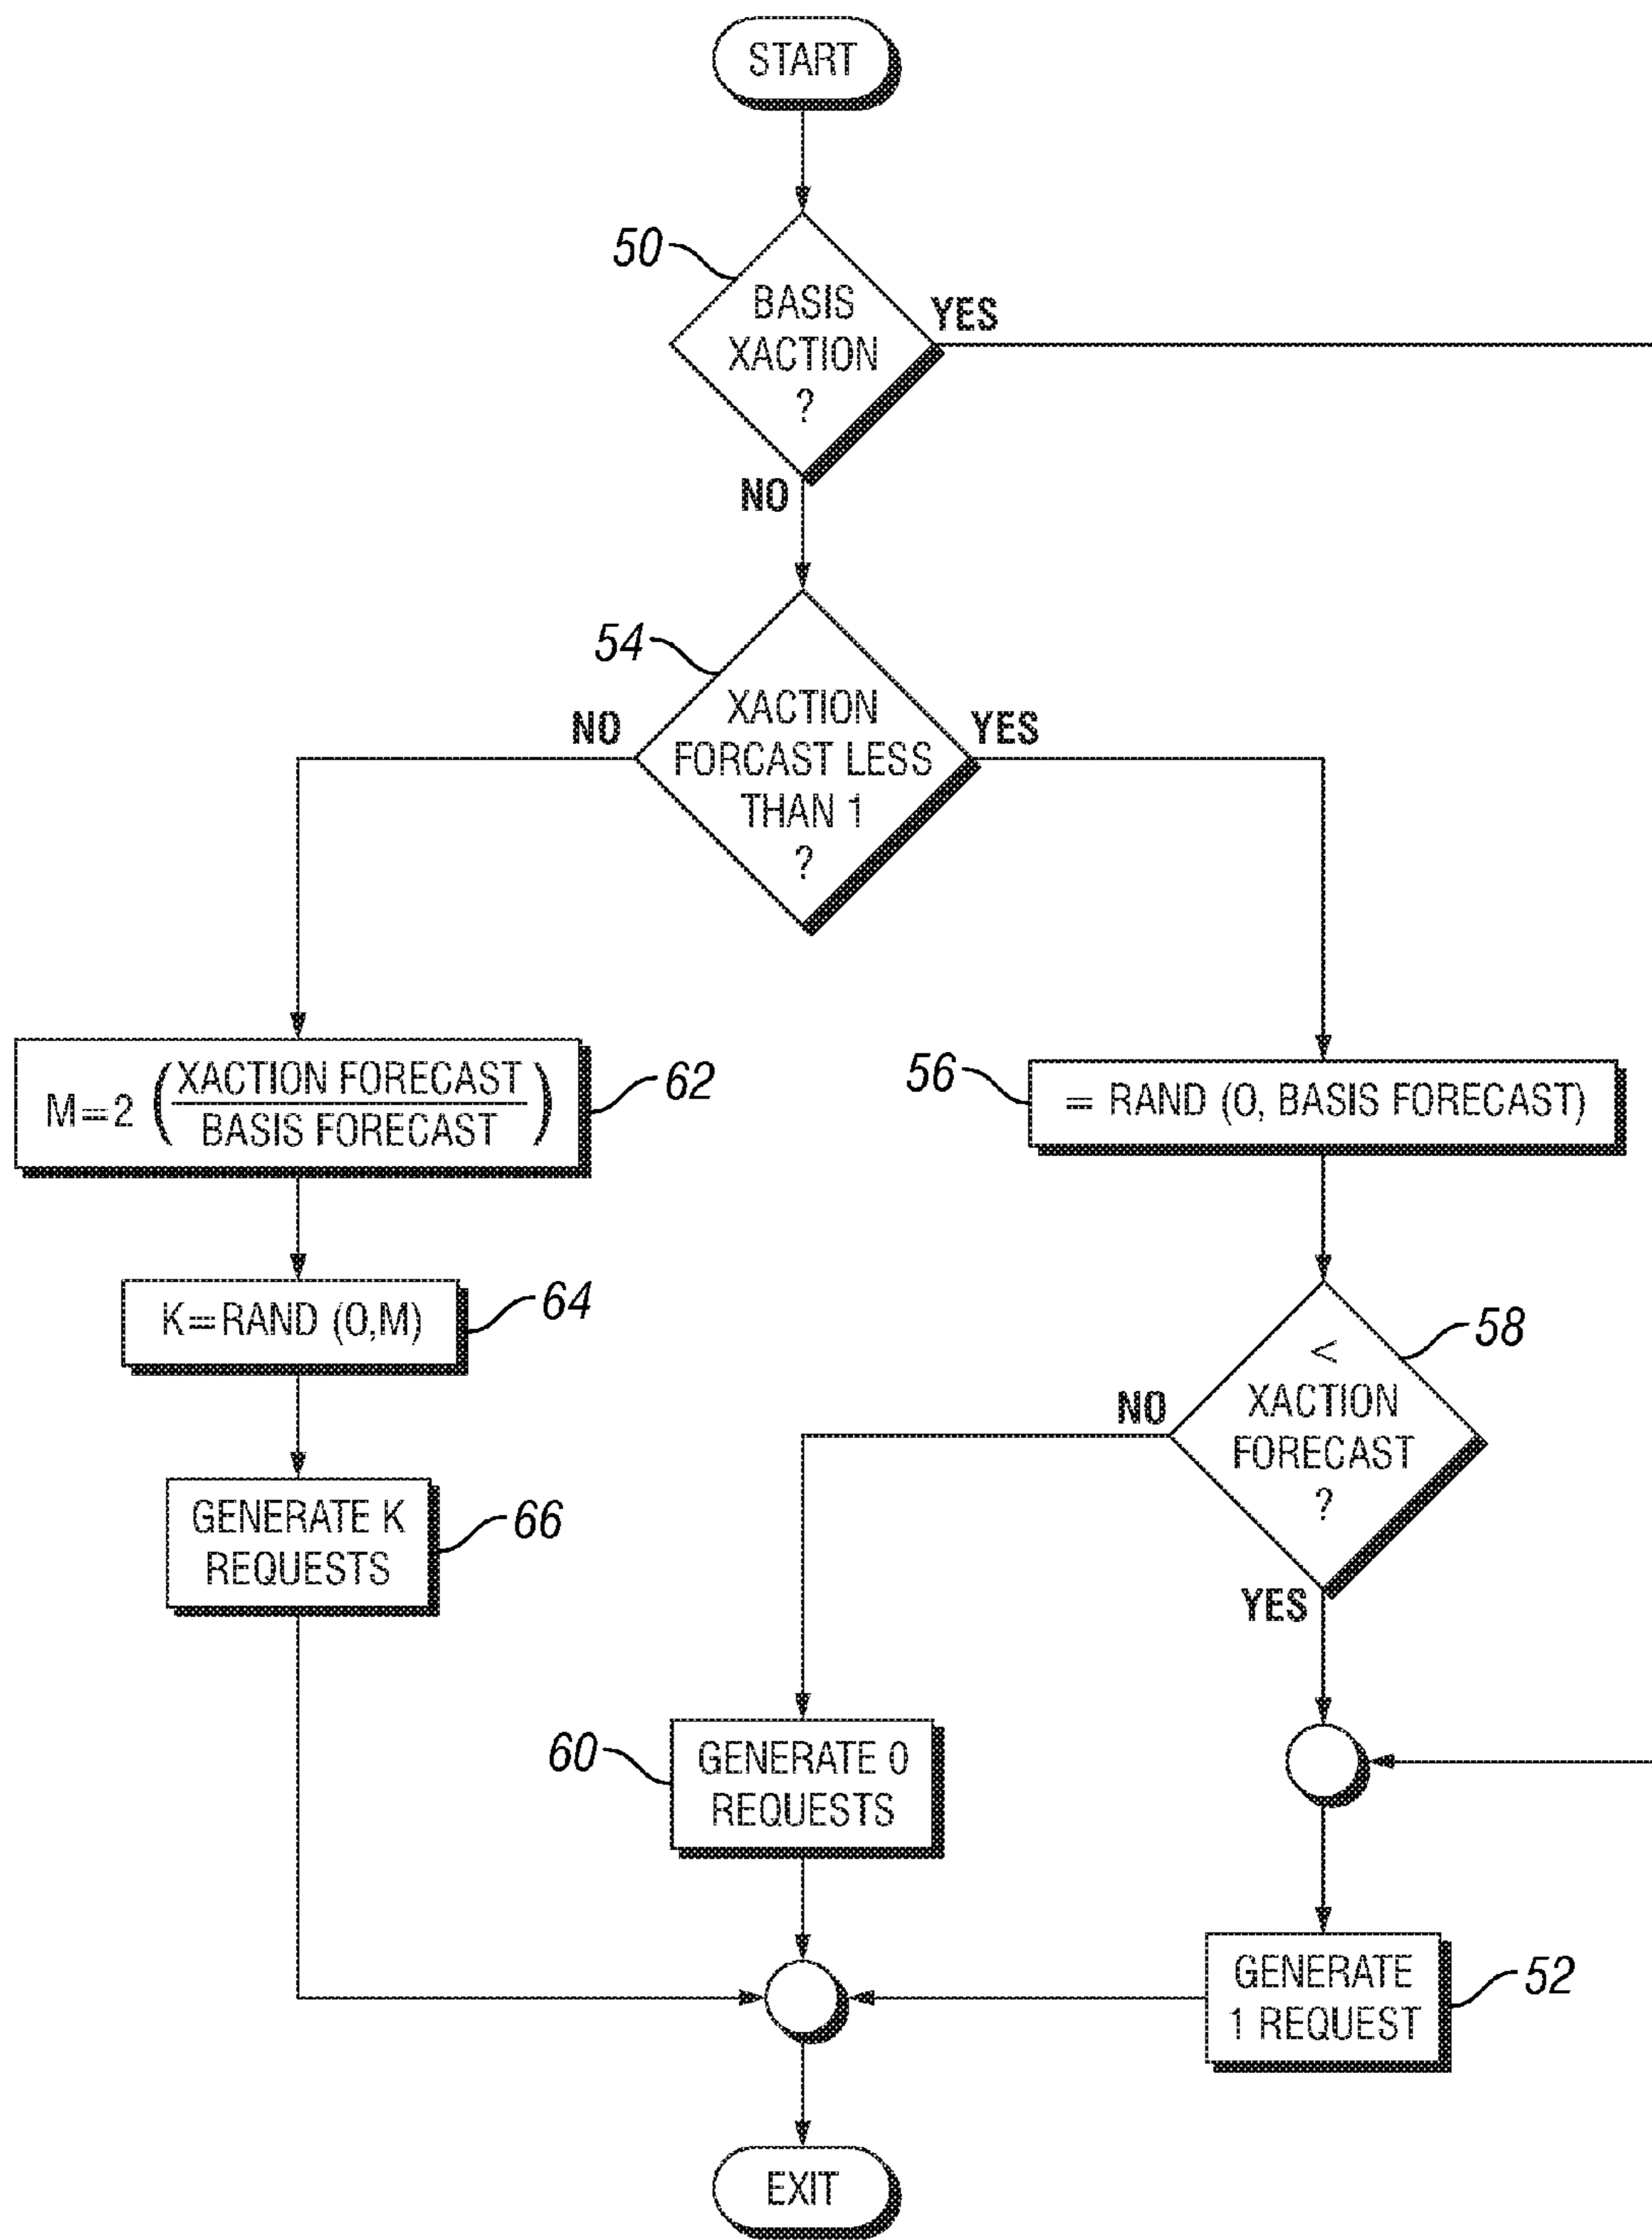 START
50
BASIS
XACTION
?
YES
NO
54
XACTION
FORCAST LESS
THAN 1
?
NO
YES
M=2 (XACTION FORECAST
BASIS FORECAST)
62
56
= RAND (0, BASIS FORECAST)
K=RAND (0,M)
64
<
XACTION
FORECAST
?
58
NO
YES
GENERATE K
REQUESTS
66
60
GENERATE 0
REQUESTS
GENERATE
1 REQUEST
52
EXIT